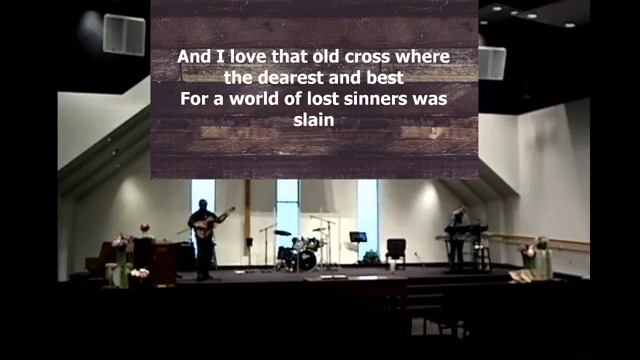 And I love that old cross where
the dearest and best
For a world of lost sinners was
slain